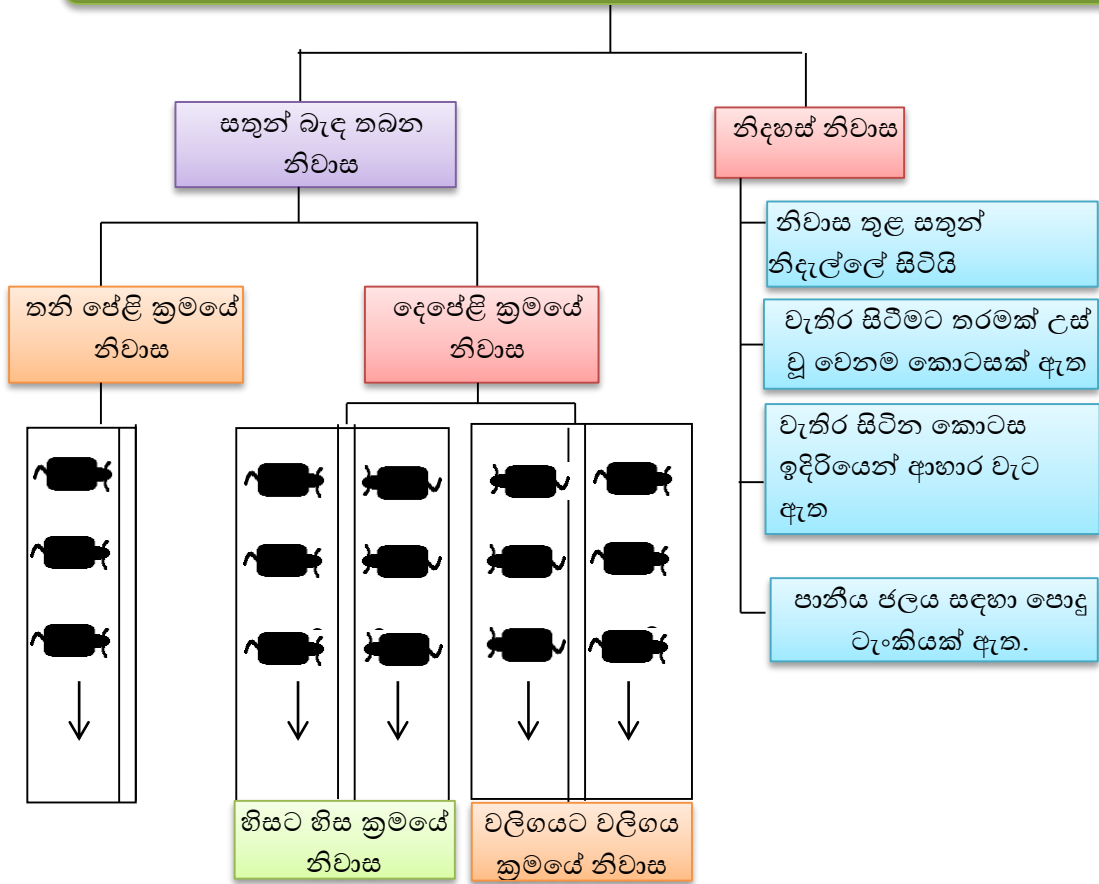 සතුන් බැඳ තබන
නිවාස
නිදහස් නිවාස
නිවාස තුළ සතුන්
නිදැල්ලේ සිටියි
වැතිර සිටීමට තරමක් උස්
වූ වෙනම කොටසක් ඇත
වැතිර සිටින කොටස
ඉදිරියෙන් ආහාර වැට
ඇත
පානීය ජලය සඳහා පොදු
ටැංකියක් ඇත.
තනි පේළි ක්‍රමයේ
නිවාස
දෙපේළි ක්‍රමයේ
නිවාස
හිසට හිස ක්‍රමයේ
නිවාස
වලිගයට වලිගය
ක්‍රමයේ නිවාස